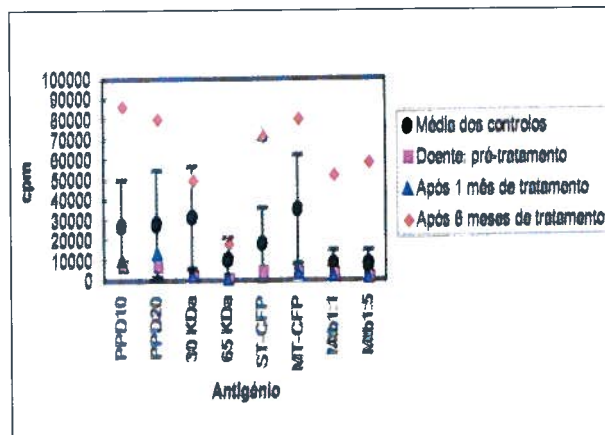 100000
90000
80000
70000
60000
50000
40000
30000
20000
10000
0
cpm
PPD10
PPD20
30 KDa
65 KDa
ST-CFP
MT-CFP
Mtb1:1
Mtb1:5
Antigénio
Média dos controlos
Doente: pré-tratamento
Após 1 mês de tratamento
Após 6 meses de tratamento